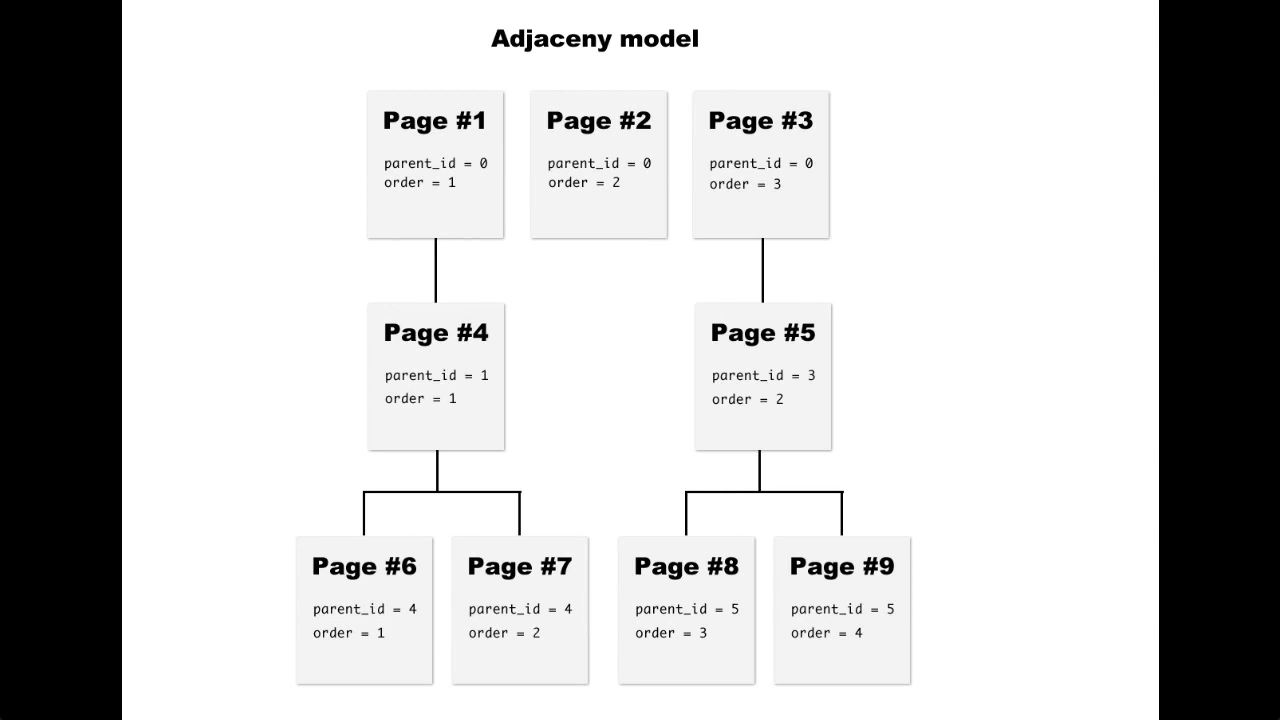 Adjaceny model
Page #1
parent_id = 0
order = 1
Page #2
parent_id = 0
order = 2
Page #3
parent_id = 0
order = 3
Page #4
parent_id = 1
order = 1
Page #5
parent_id = 3
order = 2
Page #6
parent_id = 4
order = 1
Page #7
parent_id = 4
order = 2
Page #8
parent_id = 5
order = 3
Page #9
parent_id = 5
order = 4